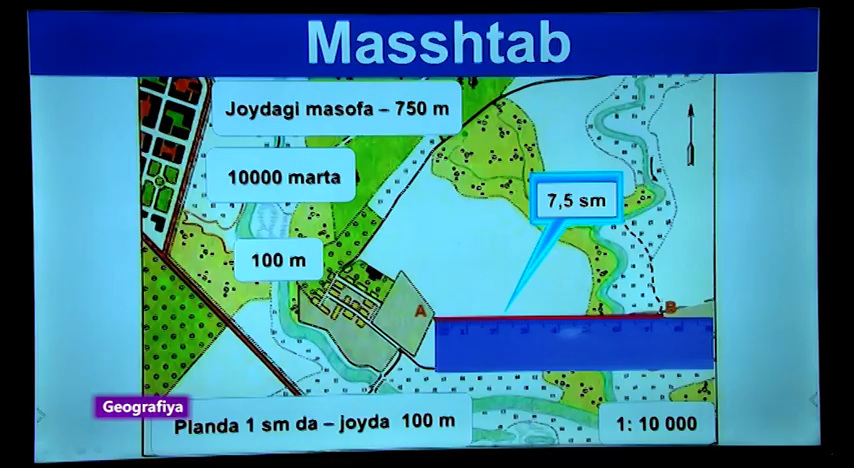 Masshtab
Joydagi masofa – 750 m
10000 marta
7,5 sm
100 m
A
B
Geografiya
Planda 1 sm da – joyda 100 m
1: 10 000